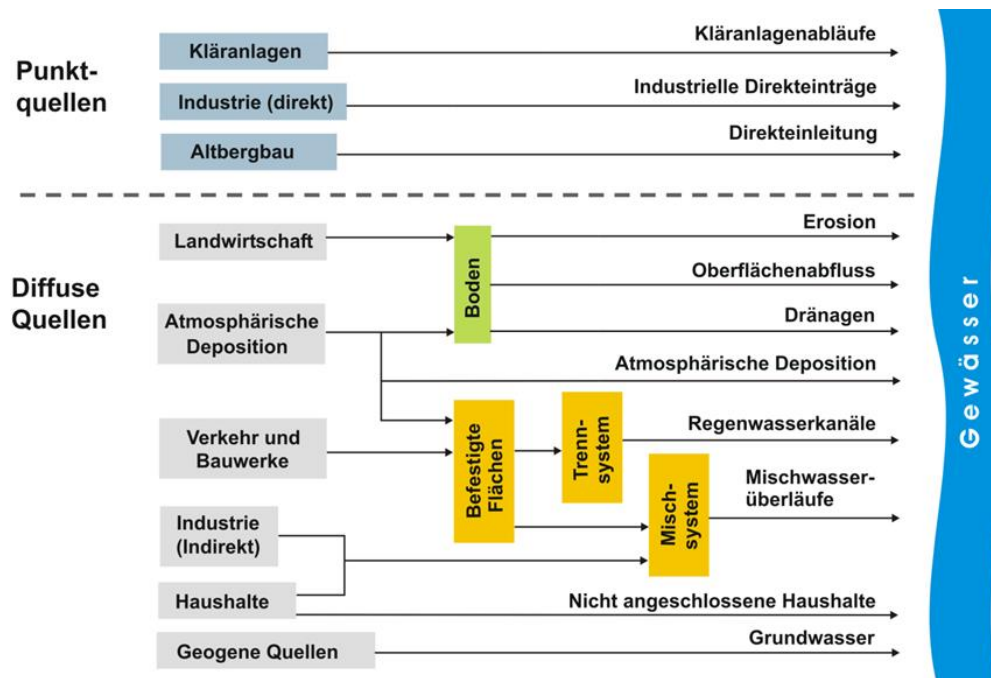 Punkt-
quellen
Kläranlagen
Kläranlagenabläufe
Industrie (direkt)
Industrielle Direkteinträge
Altbergbau
Direkteinleitung
Diffuse
Quellen
Landwirtschaft
Boden
Erosion
Oberflächenabfluss
Dränagen
Atmosphärische
Deposition
Atmosphärische Deposition
Verkehr und
Bauwerke
Befestigte
Flächen
Trenn-
system
Regenwasserkanäle
Misch-
system
Mischwasser-
überläufe
Industrie
(Indirekt)
Haushalte
Nicht angeschlossene Haushalte
Geogene Quellen
Grundwasser
Gewässer